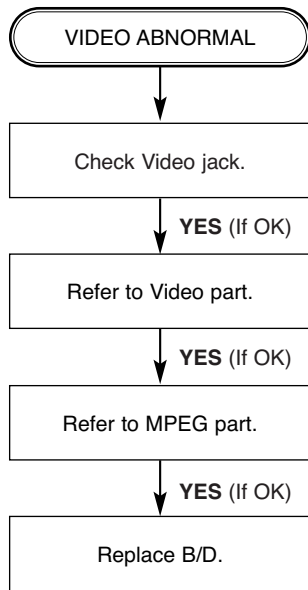 VIDEO ABNORMAL
Check Video jack.
YES (If OK)
Refer to Video part.
YES (If OK)
Refer to MPEG part.
YES (If OK)
Replace B/D.